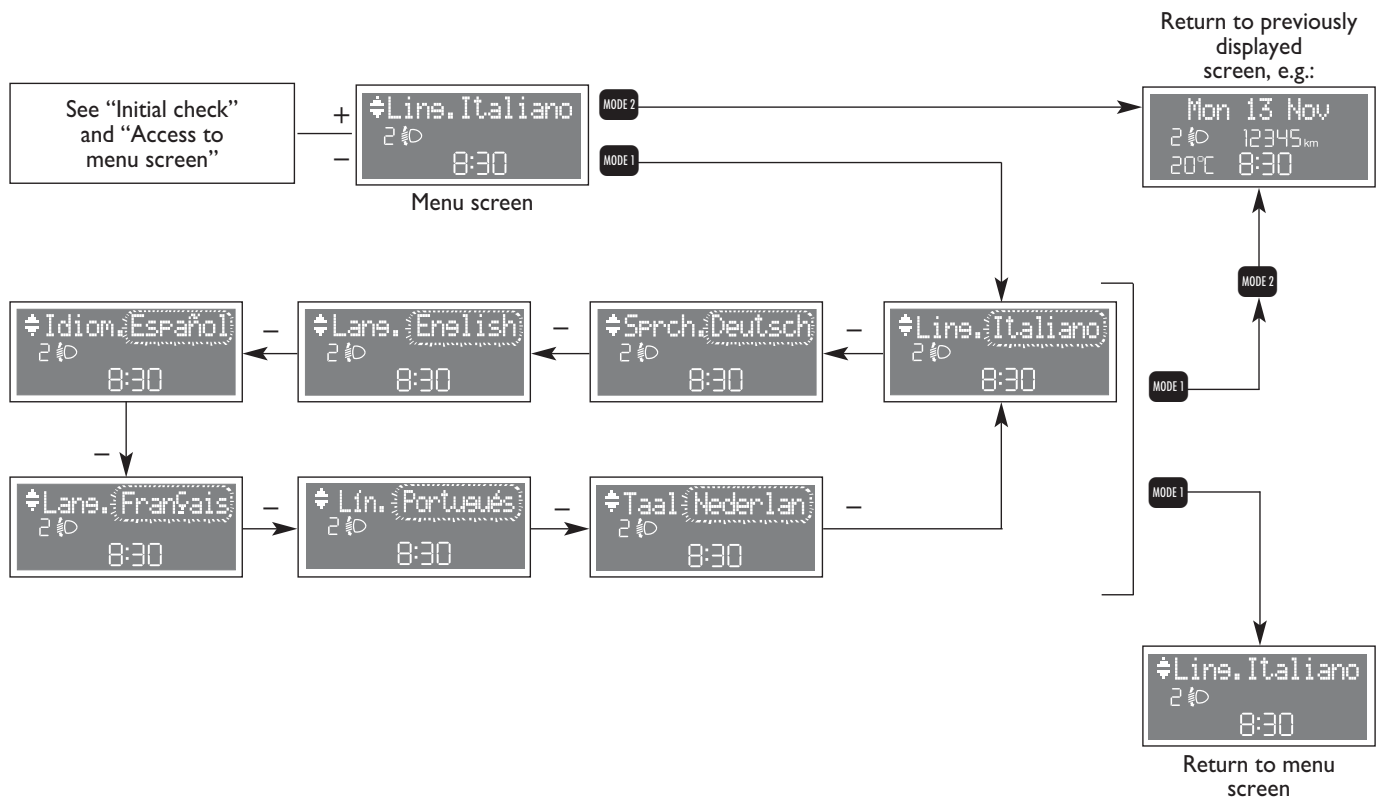 Return to previously
displayed
screen, e.g.:
See “Initial check”
and “Access to
menu screen”
+
–
Ling.Italiano
2
8:30
Menu screen
MODE 2
MODE 1
Mon 13 Nov
2 12345 km
20°C 8:30
MODE 2
Idiom.Español
2
8:30
–
Lang. English
2
8:30
–
Sprch.Deutsch
2
8:30
–
Ling.Italiano
2
8:30
MODE 1
–
Lang.Français
2
8:30
–
Lín. Portugués
2
8:30
–
Taal Nederlan
2
8:30
–
MODE 1
Ling.Italiano
2
8:30
Return to menu
screen